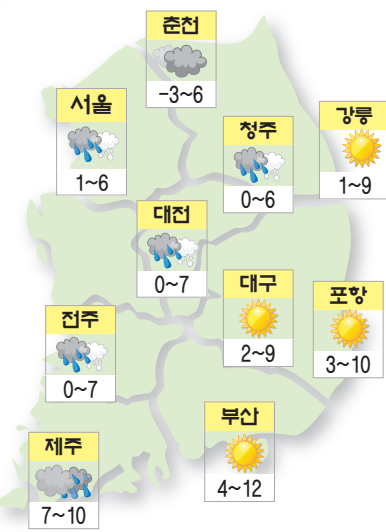 춘천
-3~6
서울
1~6
청주
0~6
강릉
1~9
대전
0~7
대구
2~9
포항
3~10
전주
0~7
부산
4~12
제주
7~10